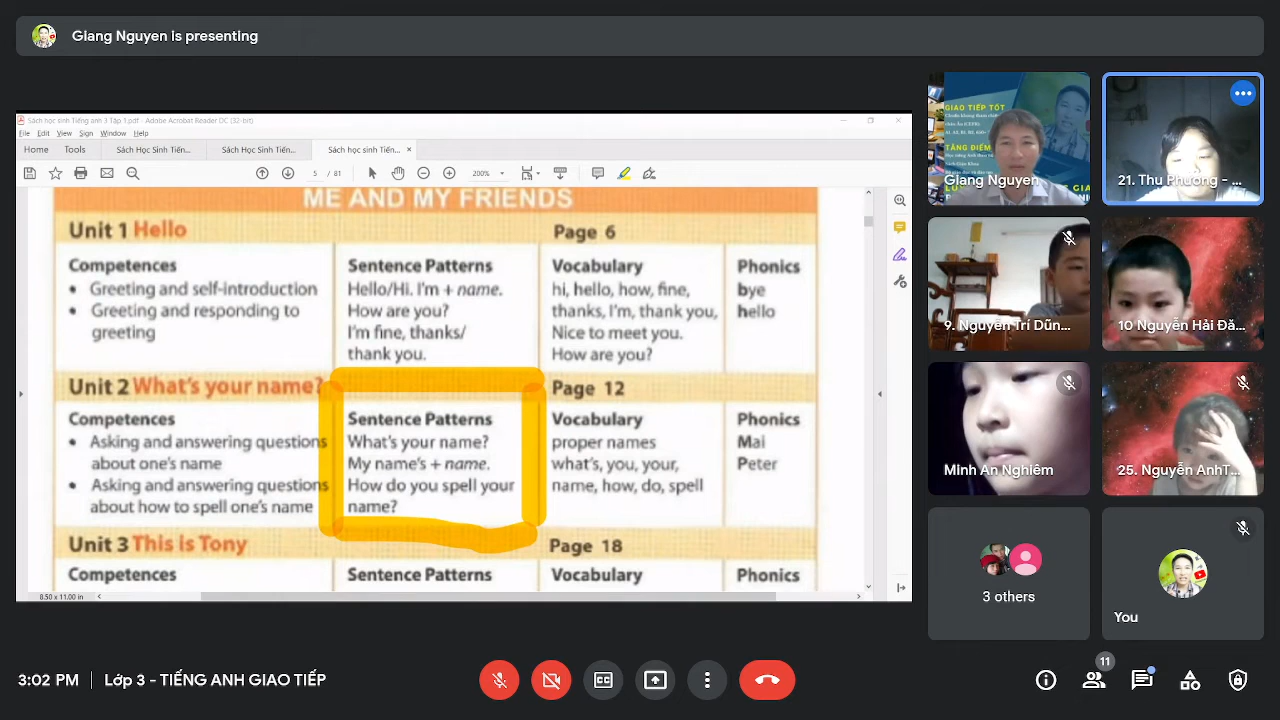 Giang Nguyen is presenting
Sách học sinh Tiếng anh 3 Tập 1.pdf - Adobe Acrobat Reader DC (32-bit)
File Edit View Sign Window Help
Home Tools Sách Học Sinh Tiến... Sách Học Sinh Tiến... Sách học sinh Tiến... ×
5 / 81 200%
ME AND MY FRIENDS
Unit 1 Hello Page 6
Competences Sentence Patterns Vocabulary Phonics
• Greeting and self-introduction Hello/Hi. I'm + name. hi, hello, how, fine, bye
• Greeting and responding to How are you? thanks, I'm, thank you, hello
greeting I'm fine, thanks/ Nice to meet you.
thank you. How are you?
Unit 2 What's your name? Page 12
Competences Sentence Patterns Vocabulary Phonics
• Asking and answering questions What's your name? proper names Mai
about one's name My name's + name. what's, you, your, Peter
• Asking and answering questions How do you spell your name, how, do, spell
about how to spell one's name name?
Unit 3 This is Tony Page 18
Competences Sentence Patterns Vocabulary Phonics
8.50 x 11.00 in
GIAO TIẾP TỐT
TĂNG ĐIỂM
Giang Nguyen
21. Thu Phương - ...
9. Nguyễn Trí Dũn...
10 Nguyễn Hải Đă...
Minh An Nghiêm
25. Nguyễn AnhT...
3 others
You
3:02 PM | Lớp 3 - TIẾNG ANH GIAO TIẾP
11